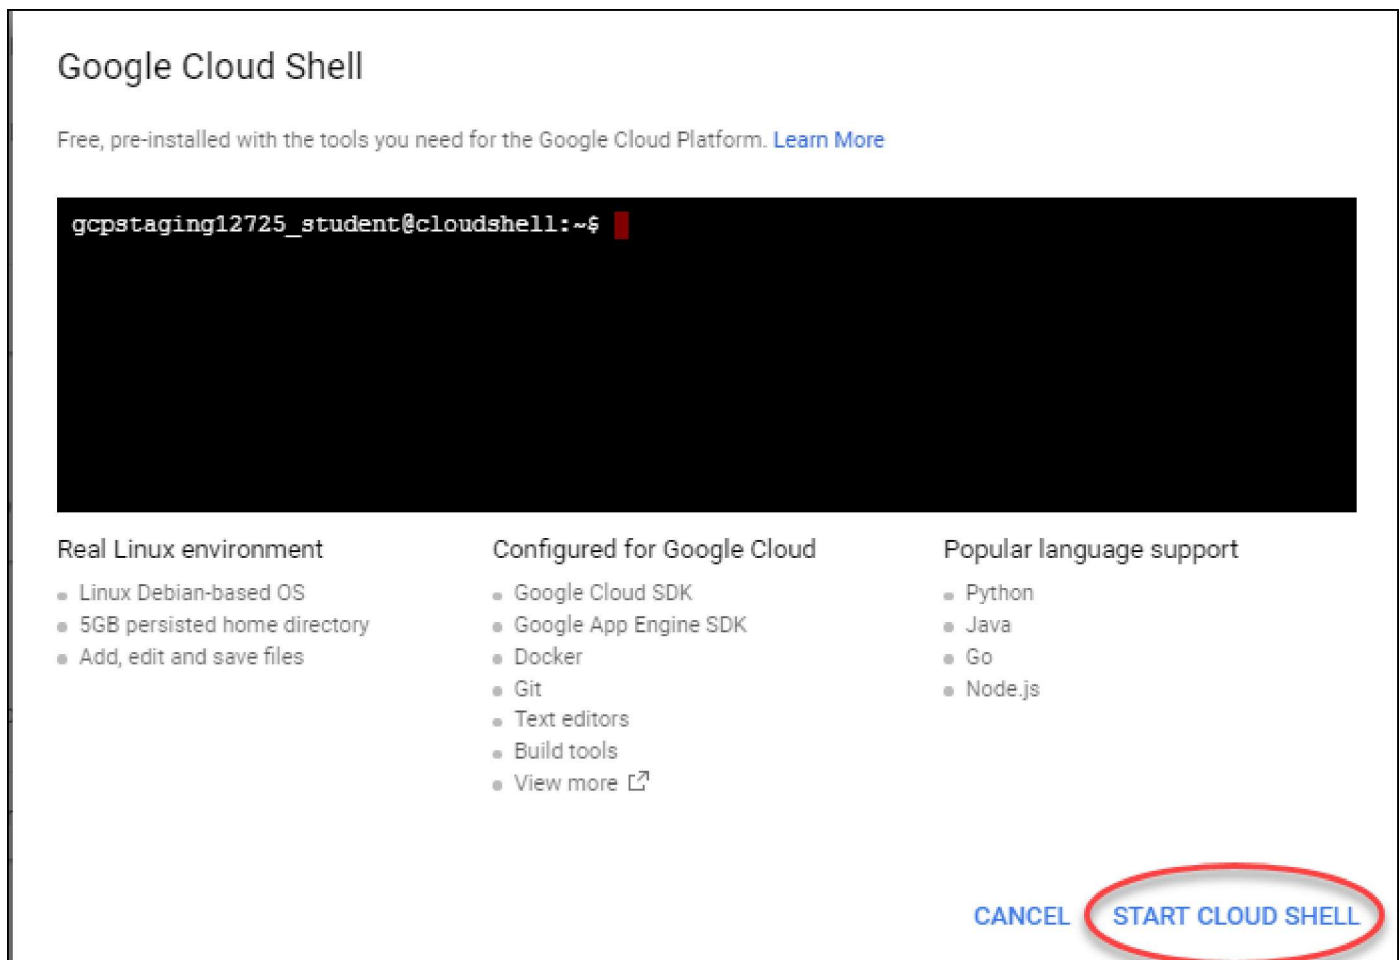 Google Cloud Shell
Free, pre-installed with the tools you need for the Google Cloud Platform. Learn More
gcpstaging12725_student@cloudshell:~$
Real Linux environment
Linux Debian-based OS
5GB persisted home directory
Add, edit and save files
Configured for Google Cloud
Google Cloud SDK
Google App Engine SDK
Docker
Git
Text editors
Build tools
View more
Popular language support
Python
Java
Go
Node.js
CANCEL
START CLOUD SHELL